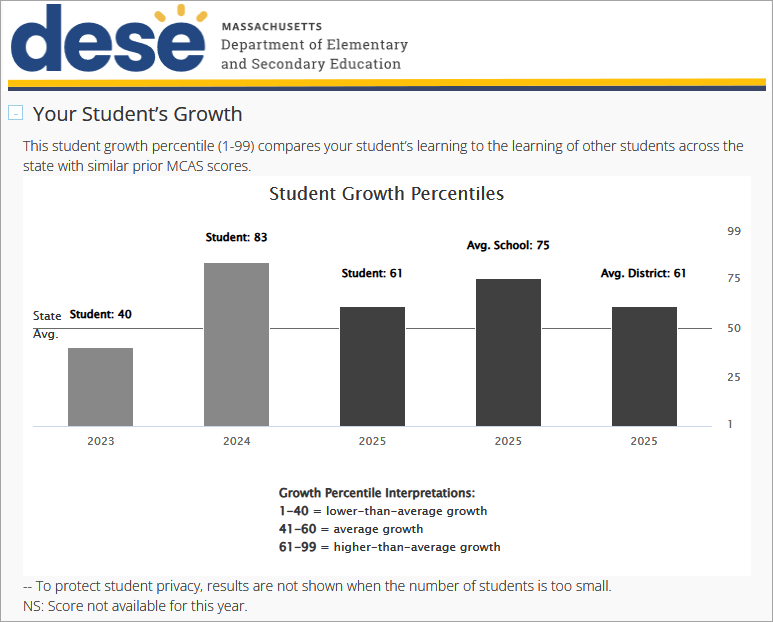 dese
MASSACHUSETTS
Department of Elementary
and Secondary Education
- Your Student’s Growth
This student growth percentile (1-99) compares your student’s learning to the learning of other students across the
state with similar prior MCAS scores.
Student Growth Percentiles
Student: 83
99
Avg. School: 75
Student: 61
Avg. District: 61
75
State
Avg.
Student: 40
50
25
1
2023 2024 2025 2025 2025
Growth Percentile Interpretations:
1–40 = lower-than-average growth
41–60 = average growth
61–99 = higher-than-average growth
-- To protect student privacy, results are not shown when the number of students is too small.
NS: Score not available for this year.